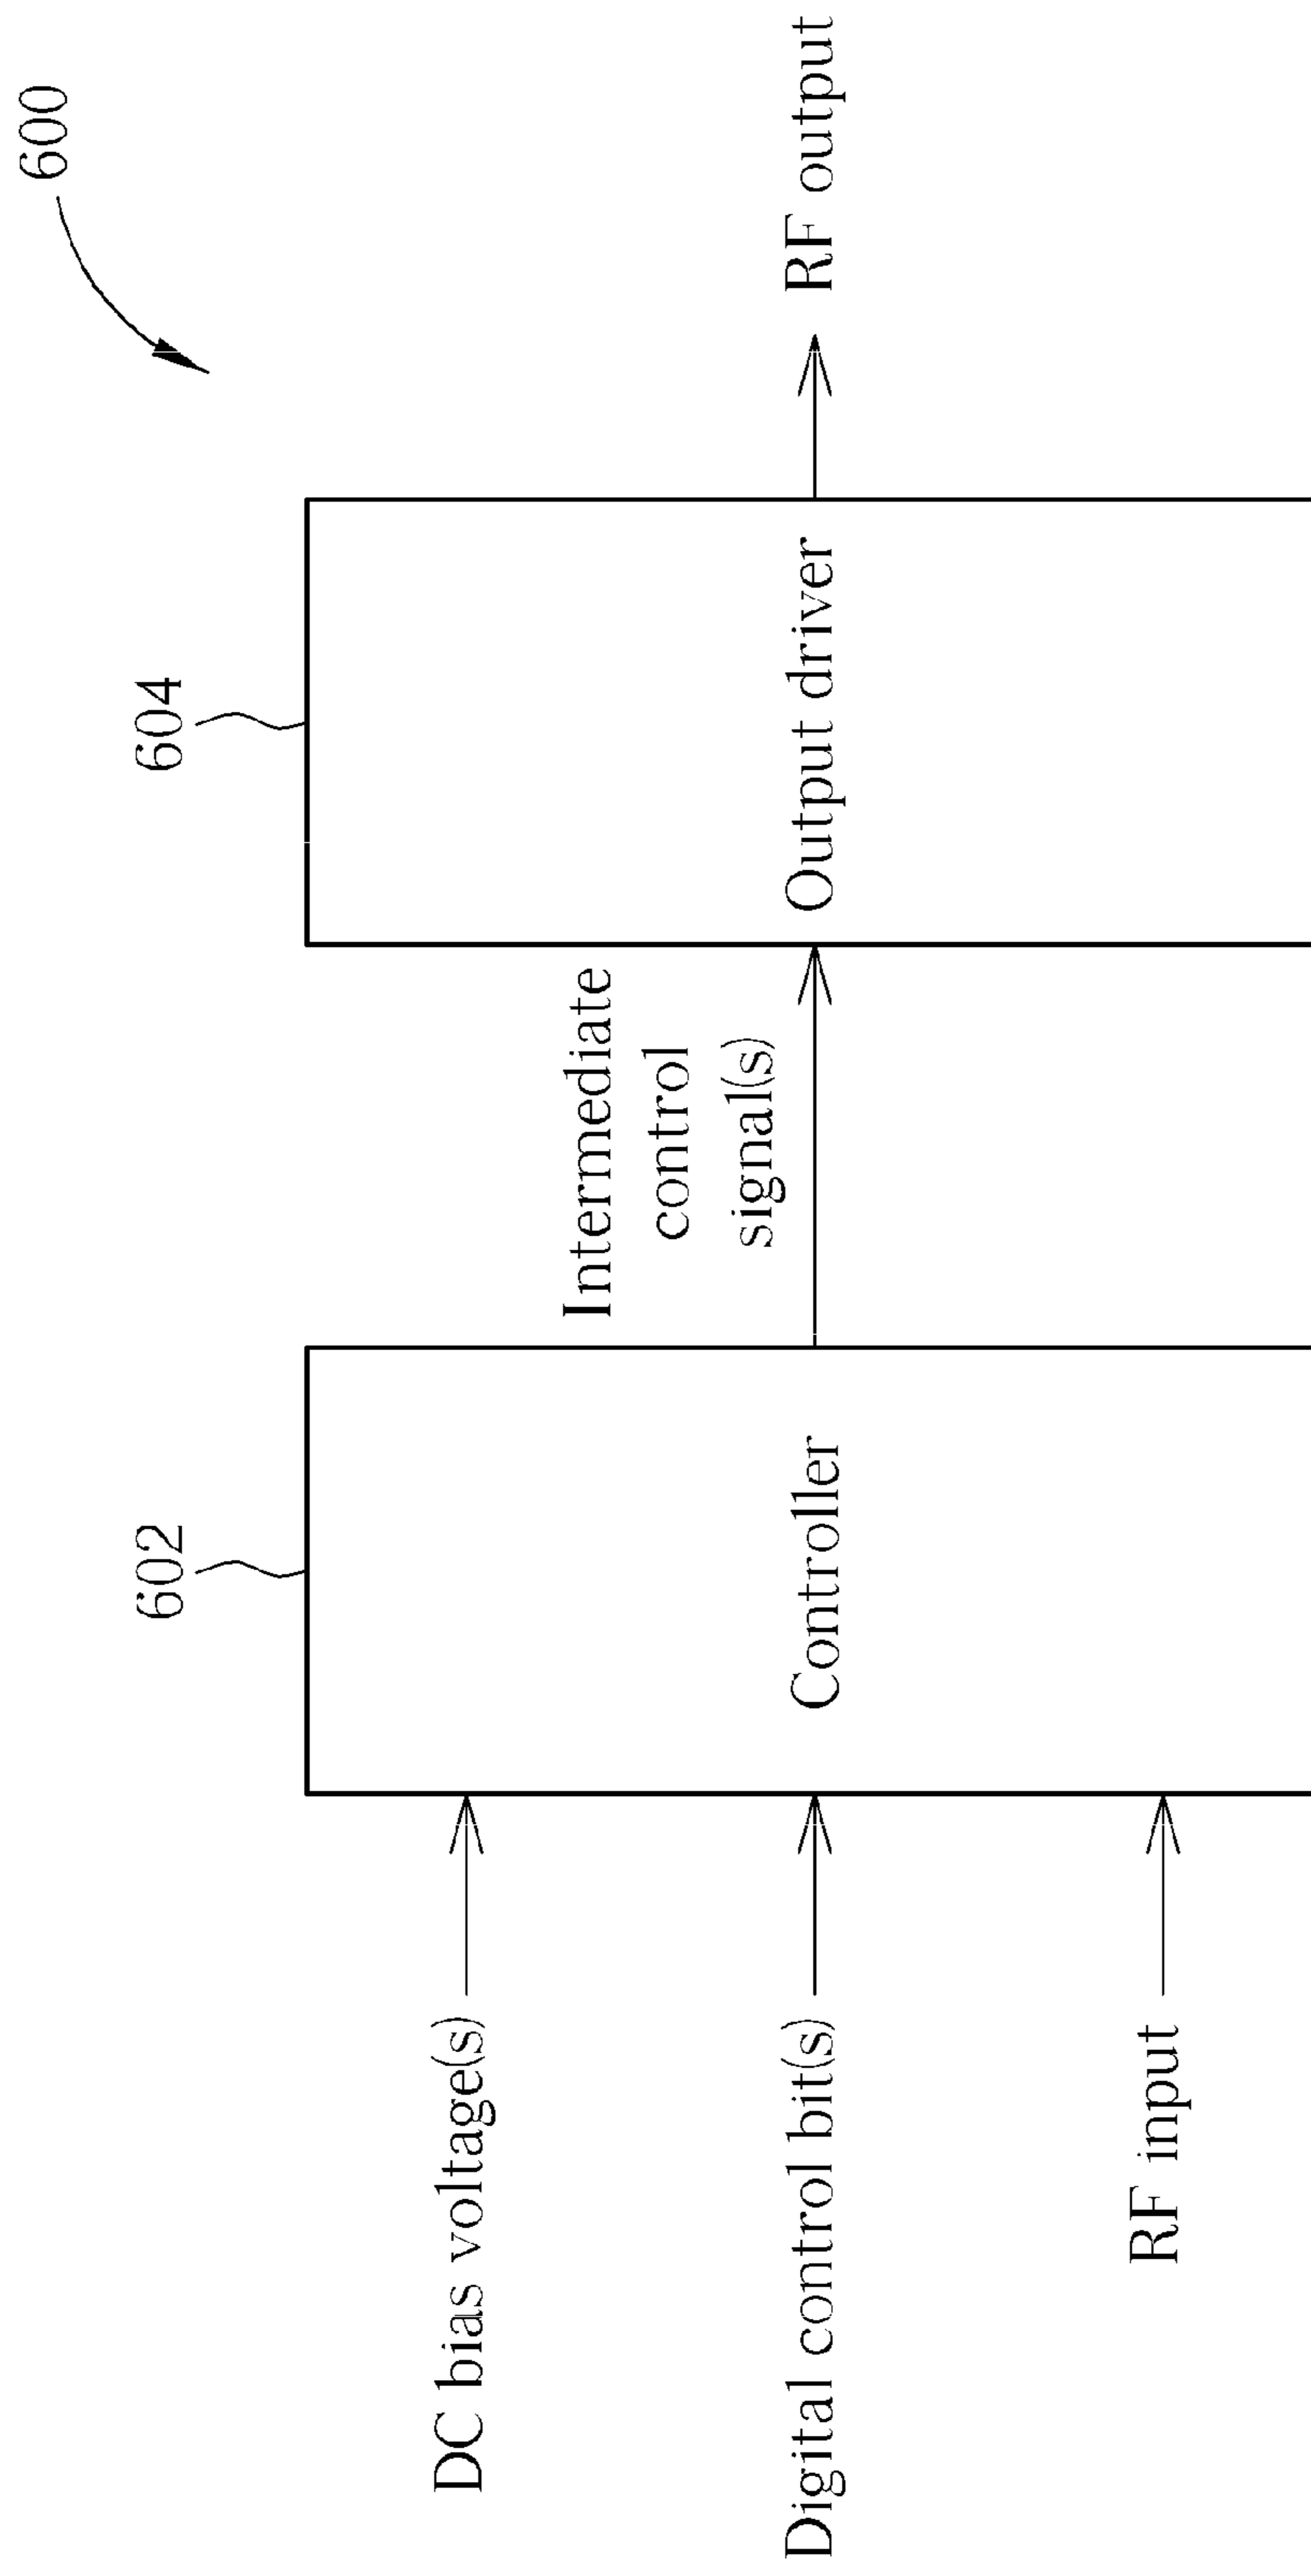 600
602
604
DC bias voltage(s)
Digital control bit(s)
RF input
Controller
Intermediate
control
signal(s)
Output driver
RF output